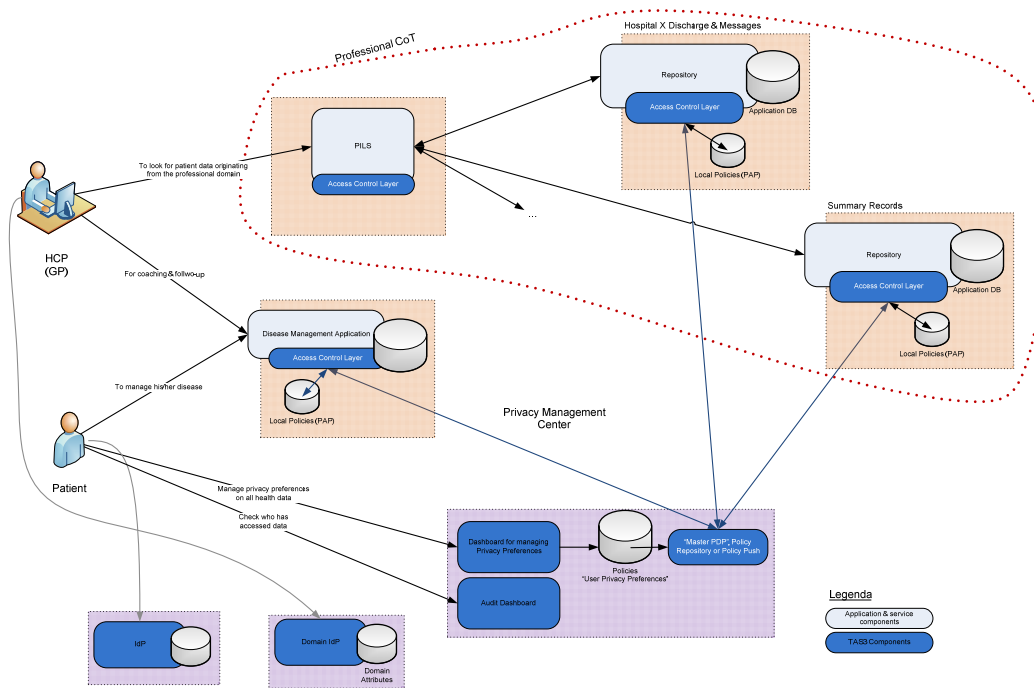 Hospital X Discharge & Messages
Professional CoT
Repository
Access Control Layer
Application DB
Local Policies (PAP)
PILS
Access Control Layer
To look for patient data originating
from the professional domain
...
HCP
(GP)
Summary Records
Repository
Access Control Layer
Application DB
Local Policies (PAP)
For coaching & follwo-up
Disease Management Application
Access Control Layer
Local Policies (PAP)
To manage his/her disease
Patient
Privacy Management
Center
Manage privacy preferences
on all health data
Check who has
accessed data
Dashboard for managing
Privacy Preferences
Policies
"User Privacy Preferences"
"Master PDP", Policy
Repository or Policy Push
Audit Dashboard
IdP
Domain IdP
Domain
Attributes
Legenda
Application & service
components
TAS3 Components